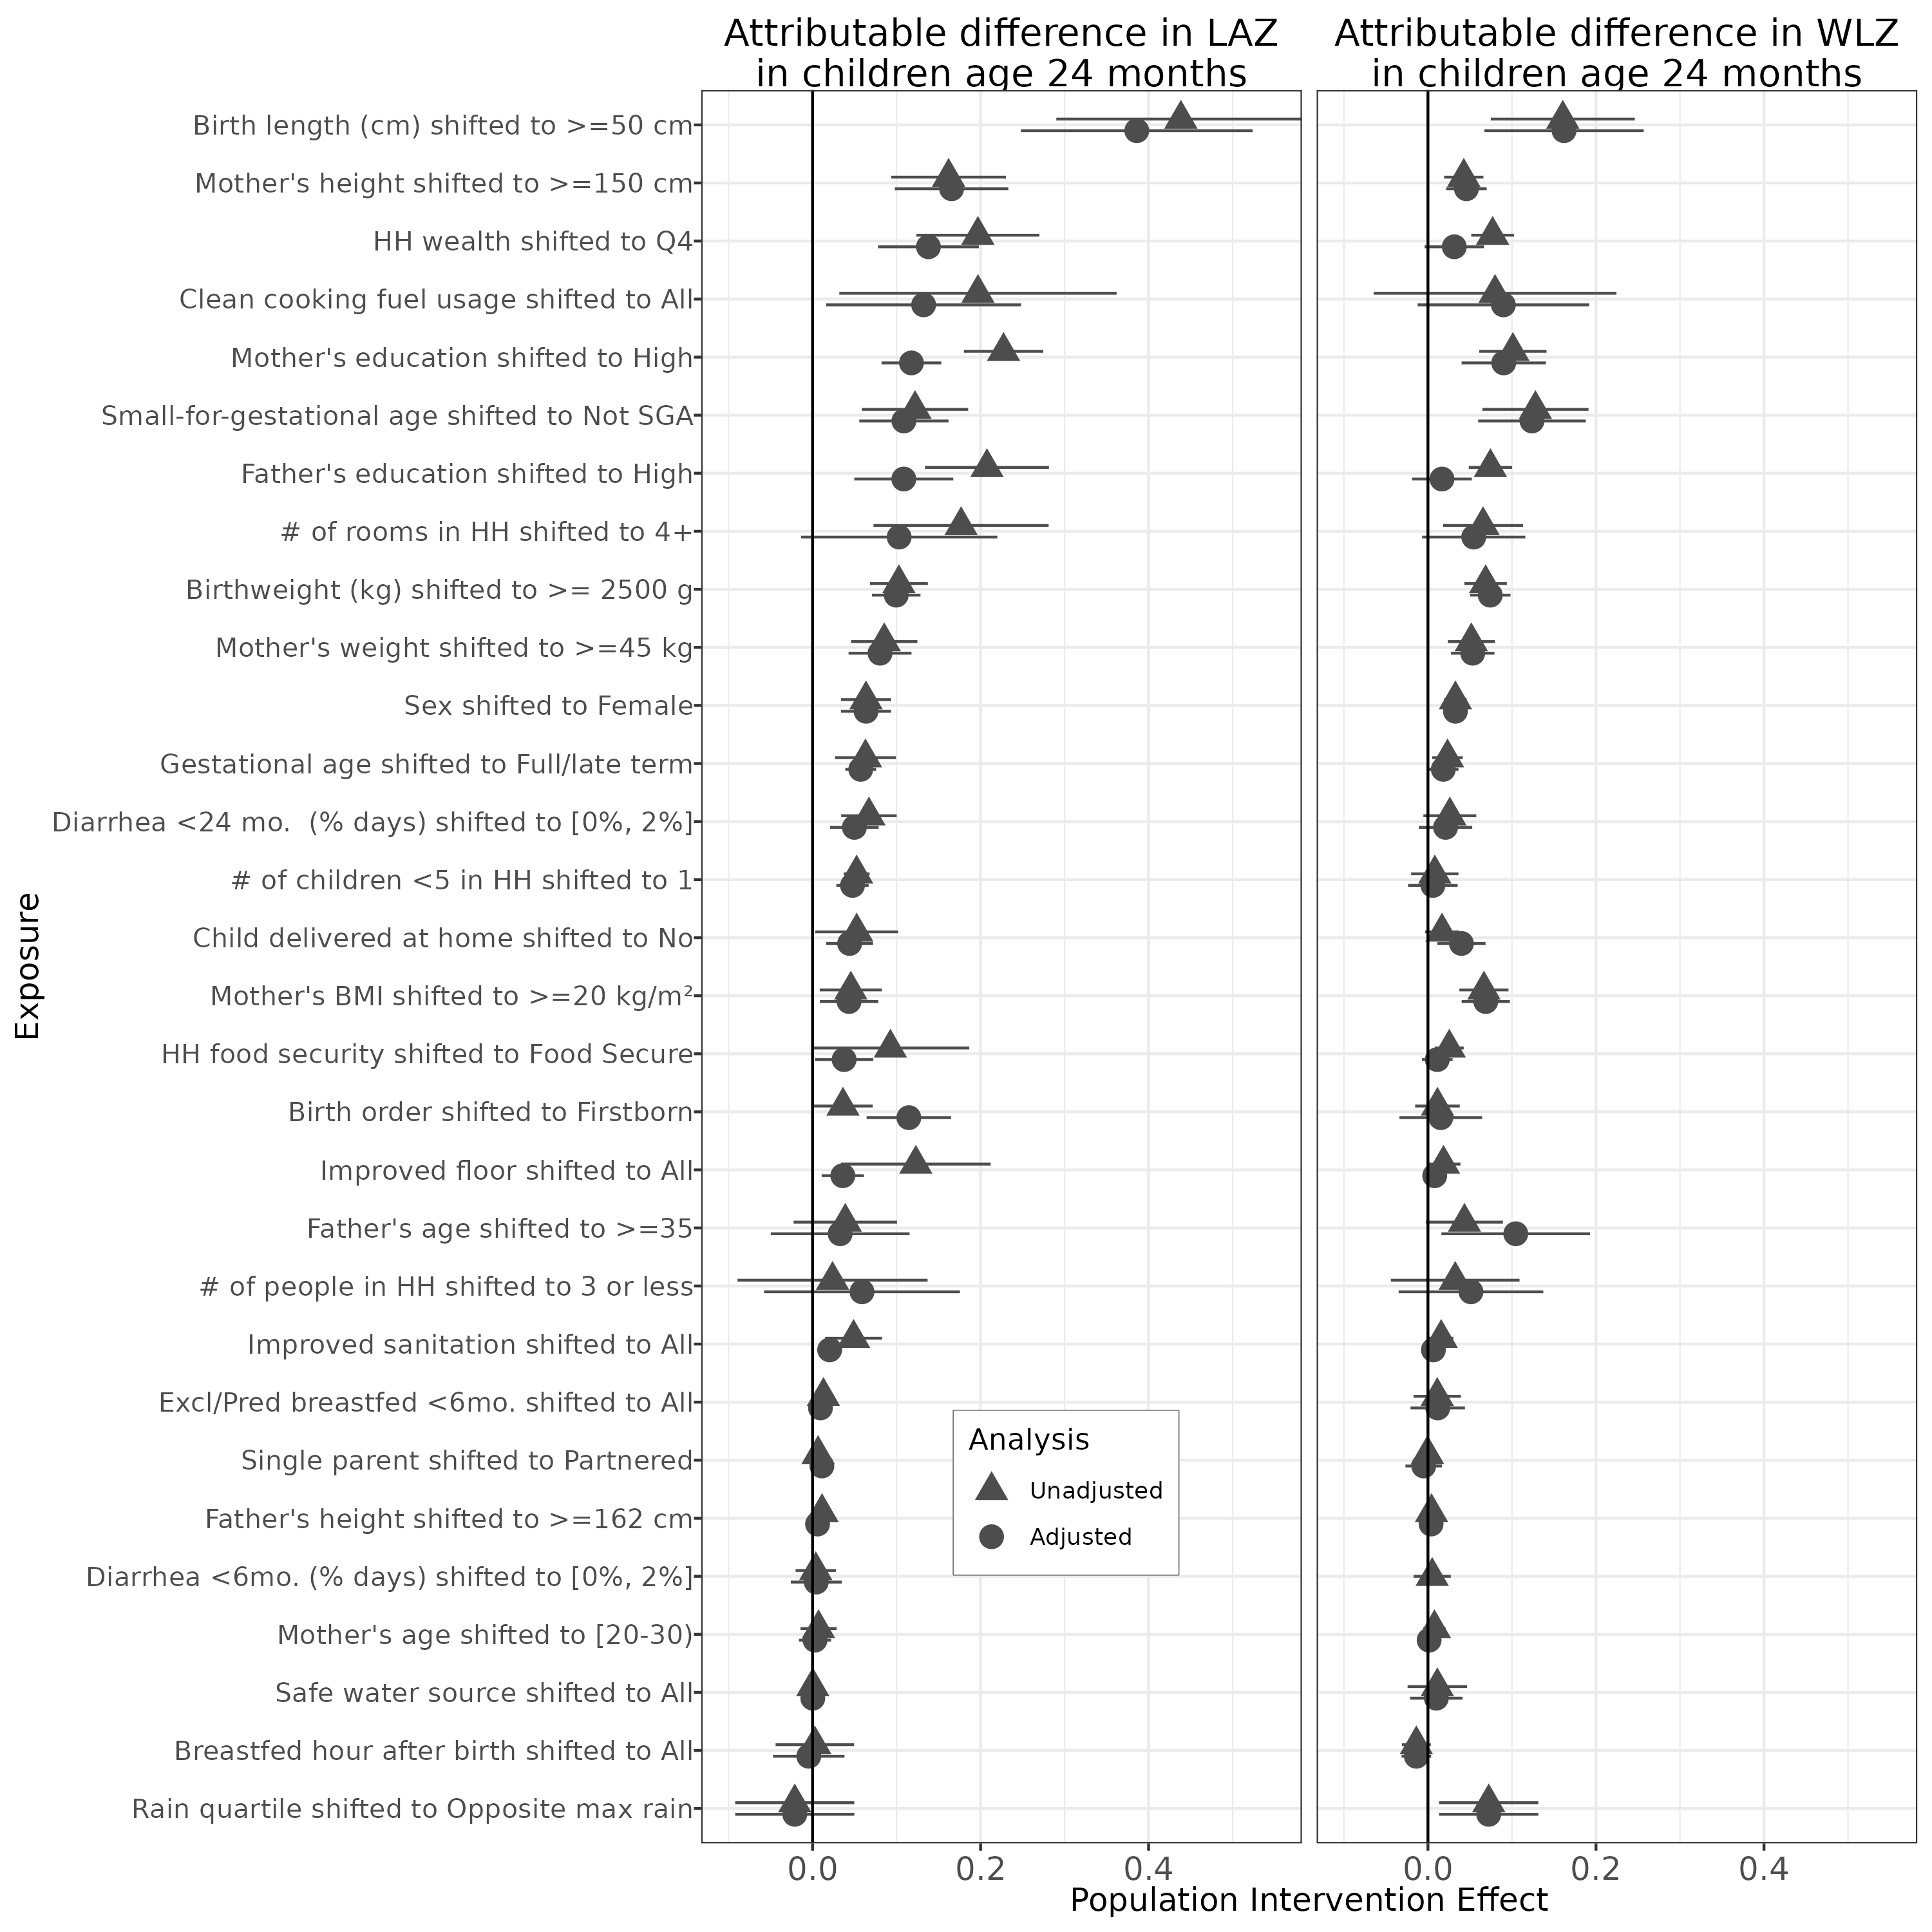 Attributable difference in LAZ
in children age 24 months
Attributable difference in WLZ
in children age 24 months
Exposure
Birth length (cm) shifted to >=50 cm
Mother's height shifted to >=150 cm
HH wealth shifted to Q4
Clean cooking fuel usage shifted to All
Mother's education shifted to High
Small-for-gestational age shifted to Not SGA
Father's education shifted to High
# of rooms in HH shifted to 4+
Birthweight (kg) shifted to >= 2500 g
Mother's weight shifted to >=45 kg
Sex shifted to Female
Gestational age shifted to Full/late term
Diarrhea <24 mo.  (% days) shifted to [0%, 2%]
# of children <5 in HH shifted to 1
Child delivered at home shifted to No
Mother's BMI shifted to >=20 kg/m²
HH food security shifted to Food Secure
Birth order shifted to Firstborn
Improved floor shifted to All
Father's age shifted to >=35
# of people in HH shifted to 3 or less
Improved sanitation shifted to All
Excl/Pred breastfed <6mo. shifted to All
Single parent shifted to Partnered
Father's height shifted to >=162 cm
Diarrhea <6mo. (% days) shifted to [0%, 2%]
Mother's age shifted to [20-30)
Safe water source shifted to All
Breastfed hour after birth shifted to All
Rain quartile shifted to Opposite max rain
Analysis
Unadjusted
Adjusted
0.0 0.2 0.4
0.0 0.2 0.4
Population Intervention Effect